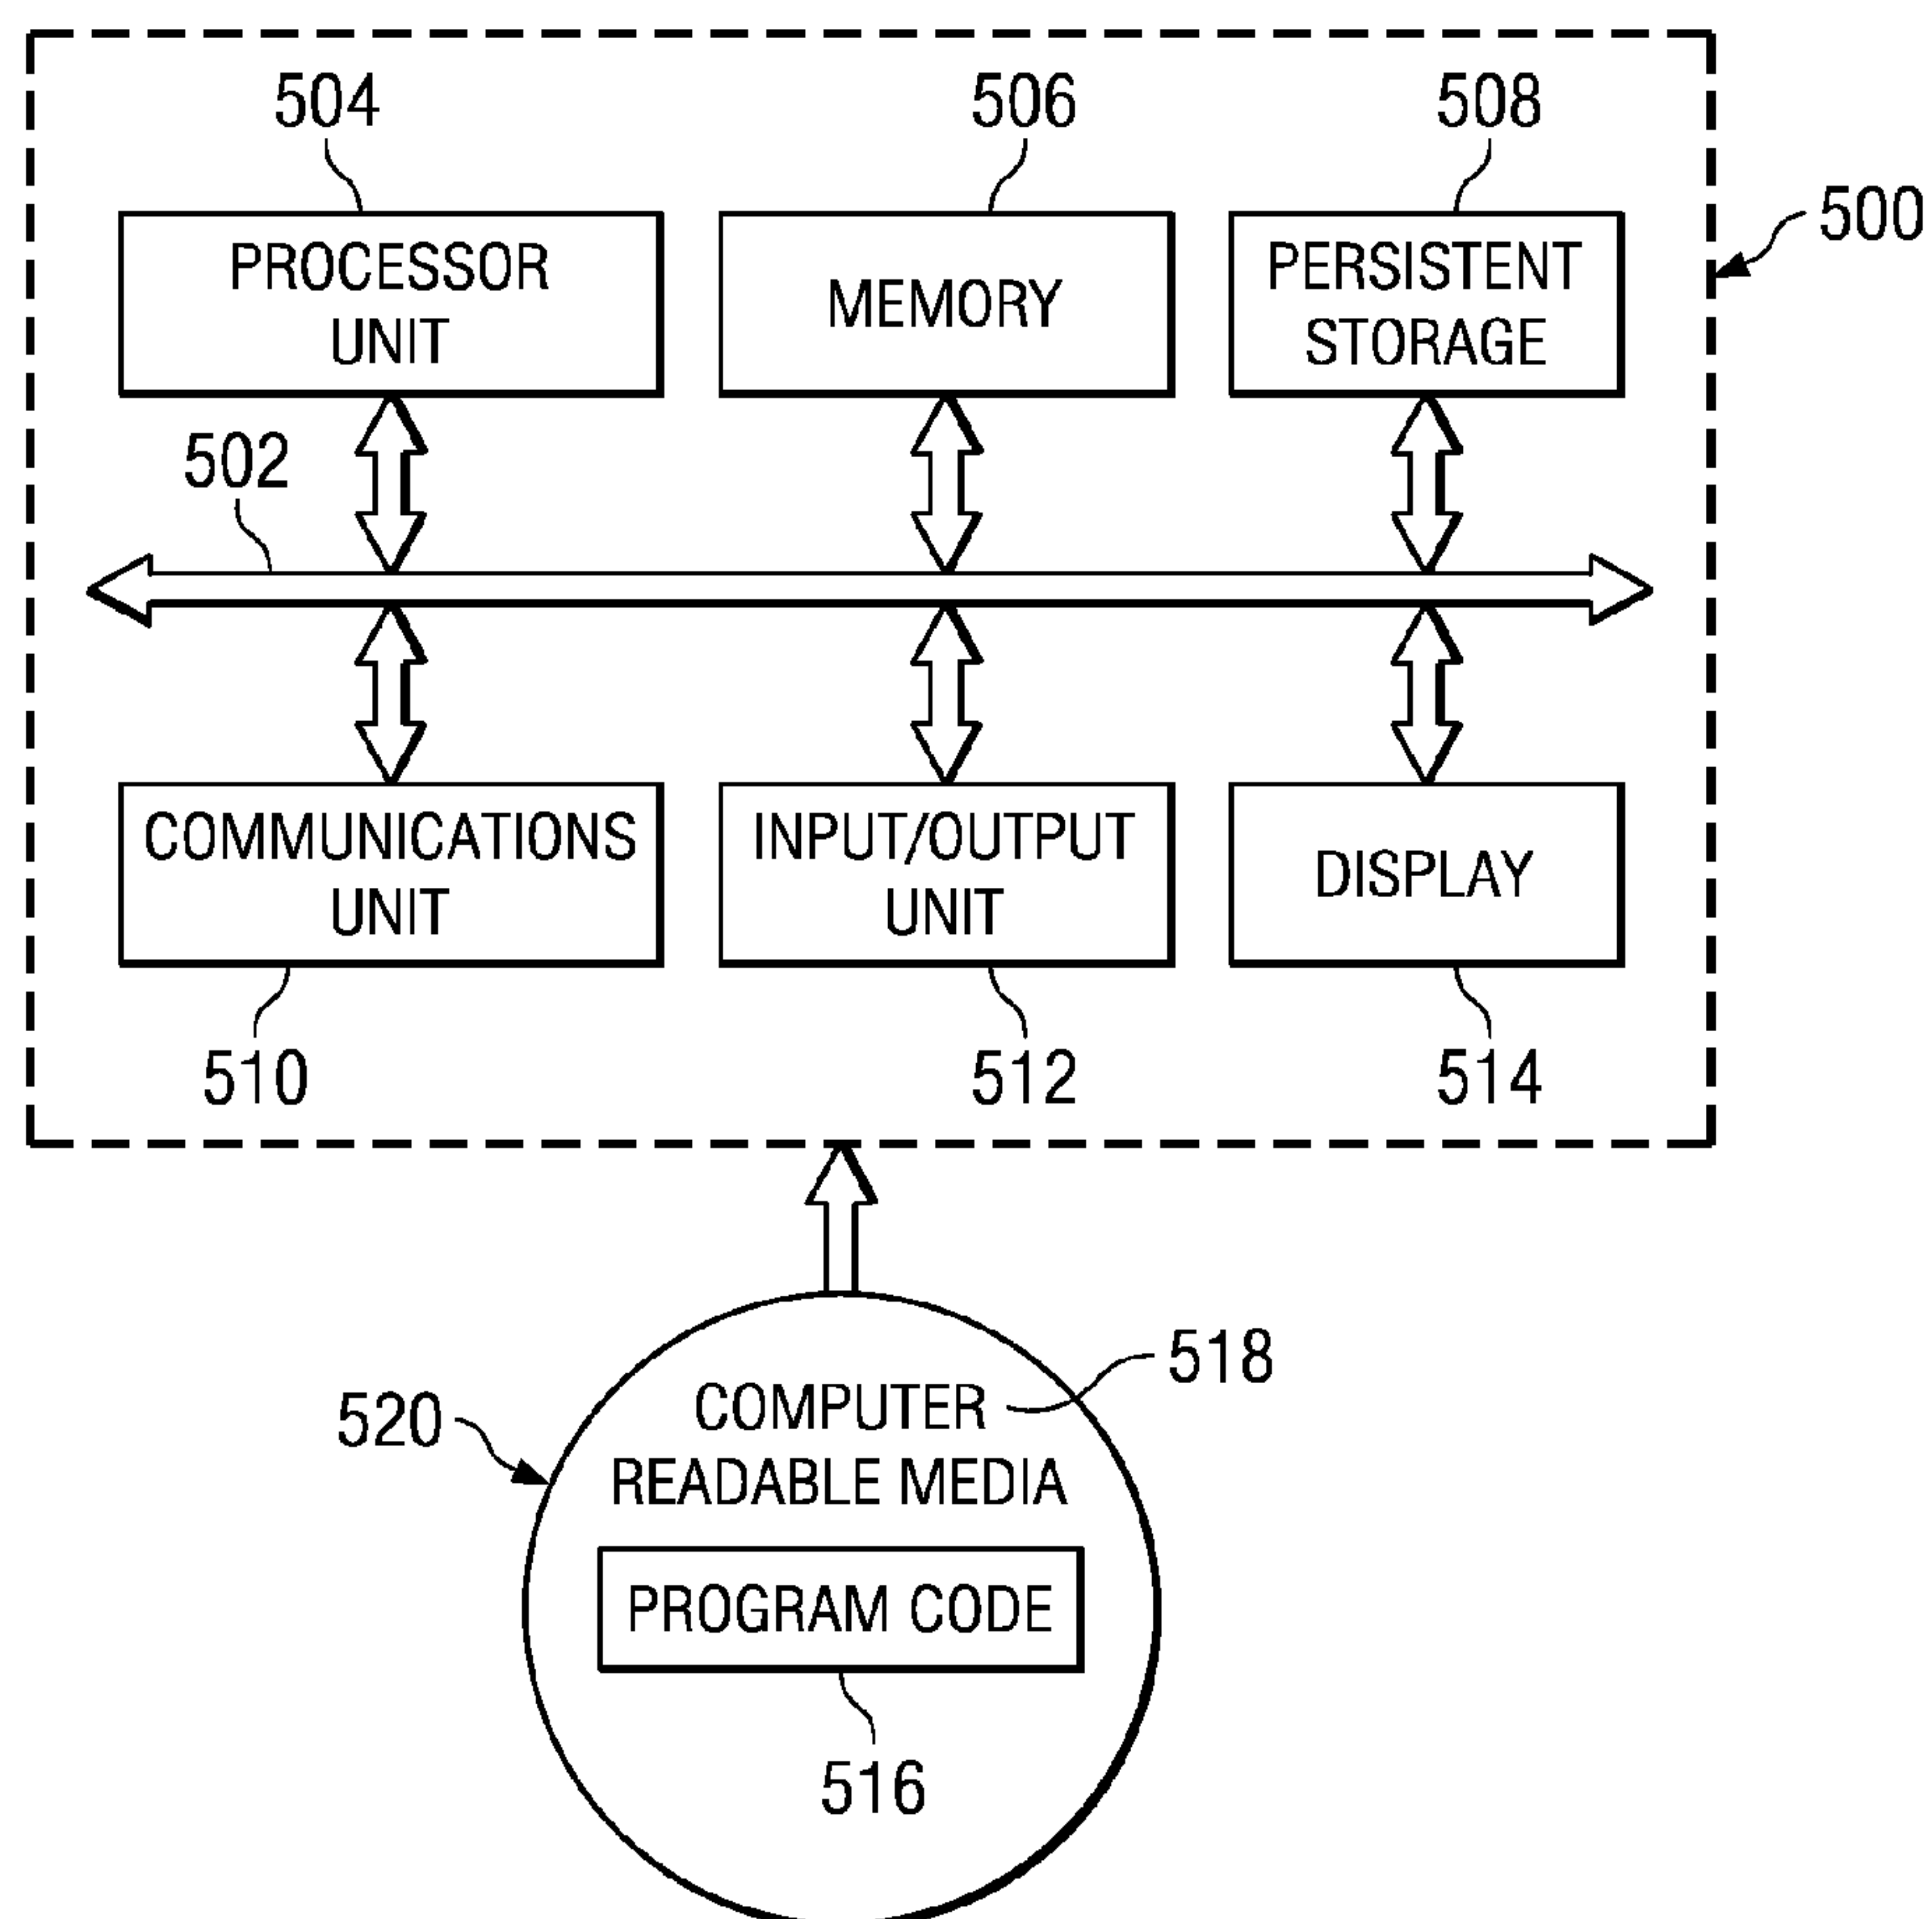 504
506
508
500
PROCESSOR
UNIT
MEMORY
PERSISTENT
STORAGE
502
COMMUNICATIONS
UNIT
INPUT/OUTPUT
UNIT
DISPLAY
510
512
514
518
520
COMPUTER
READABLE MEDIA
PROGRAM CODE
516